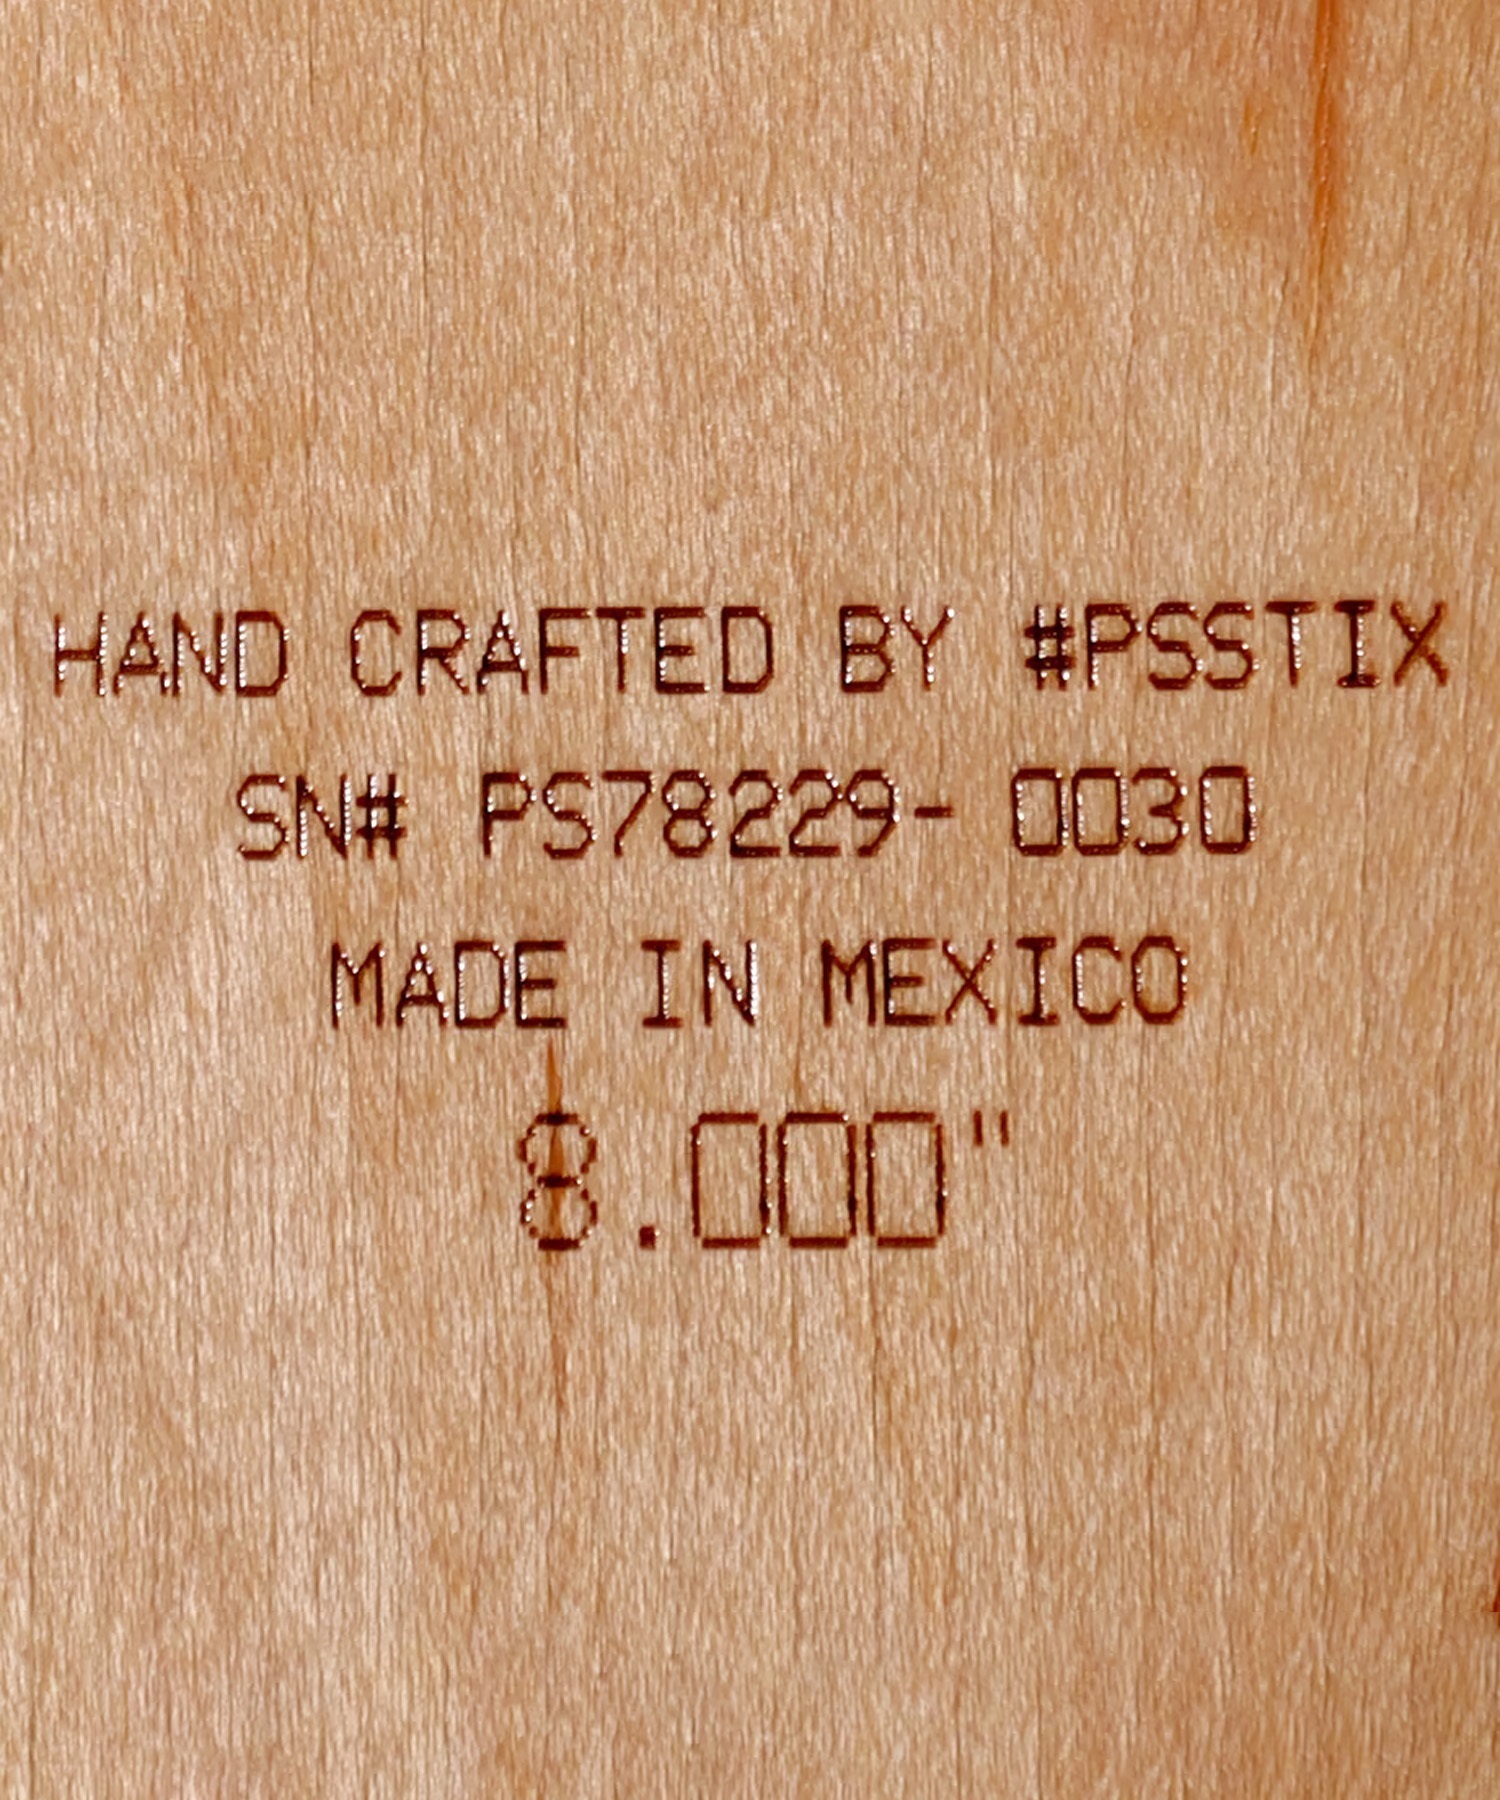 HAND CRAFTED BY #PSSTIX
SN# PS78229- 0030
MADE IN MEXICO
8.000"